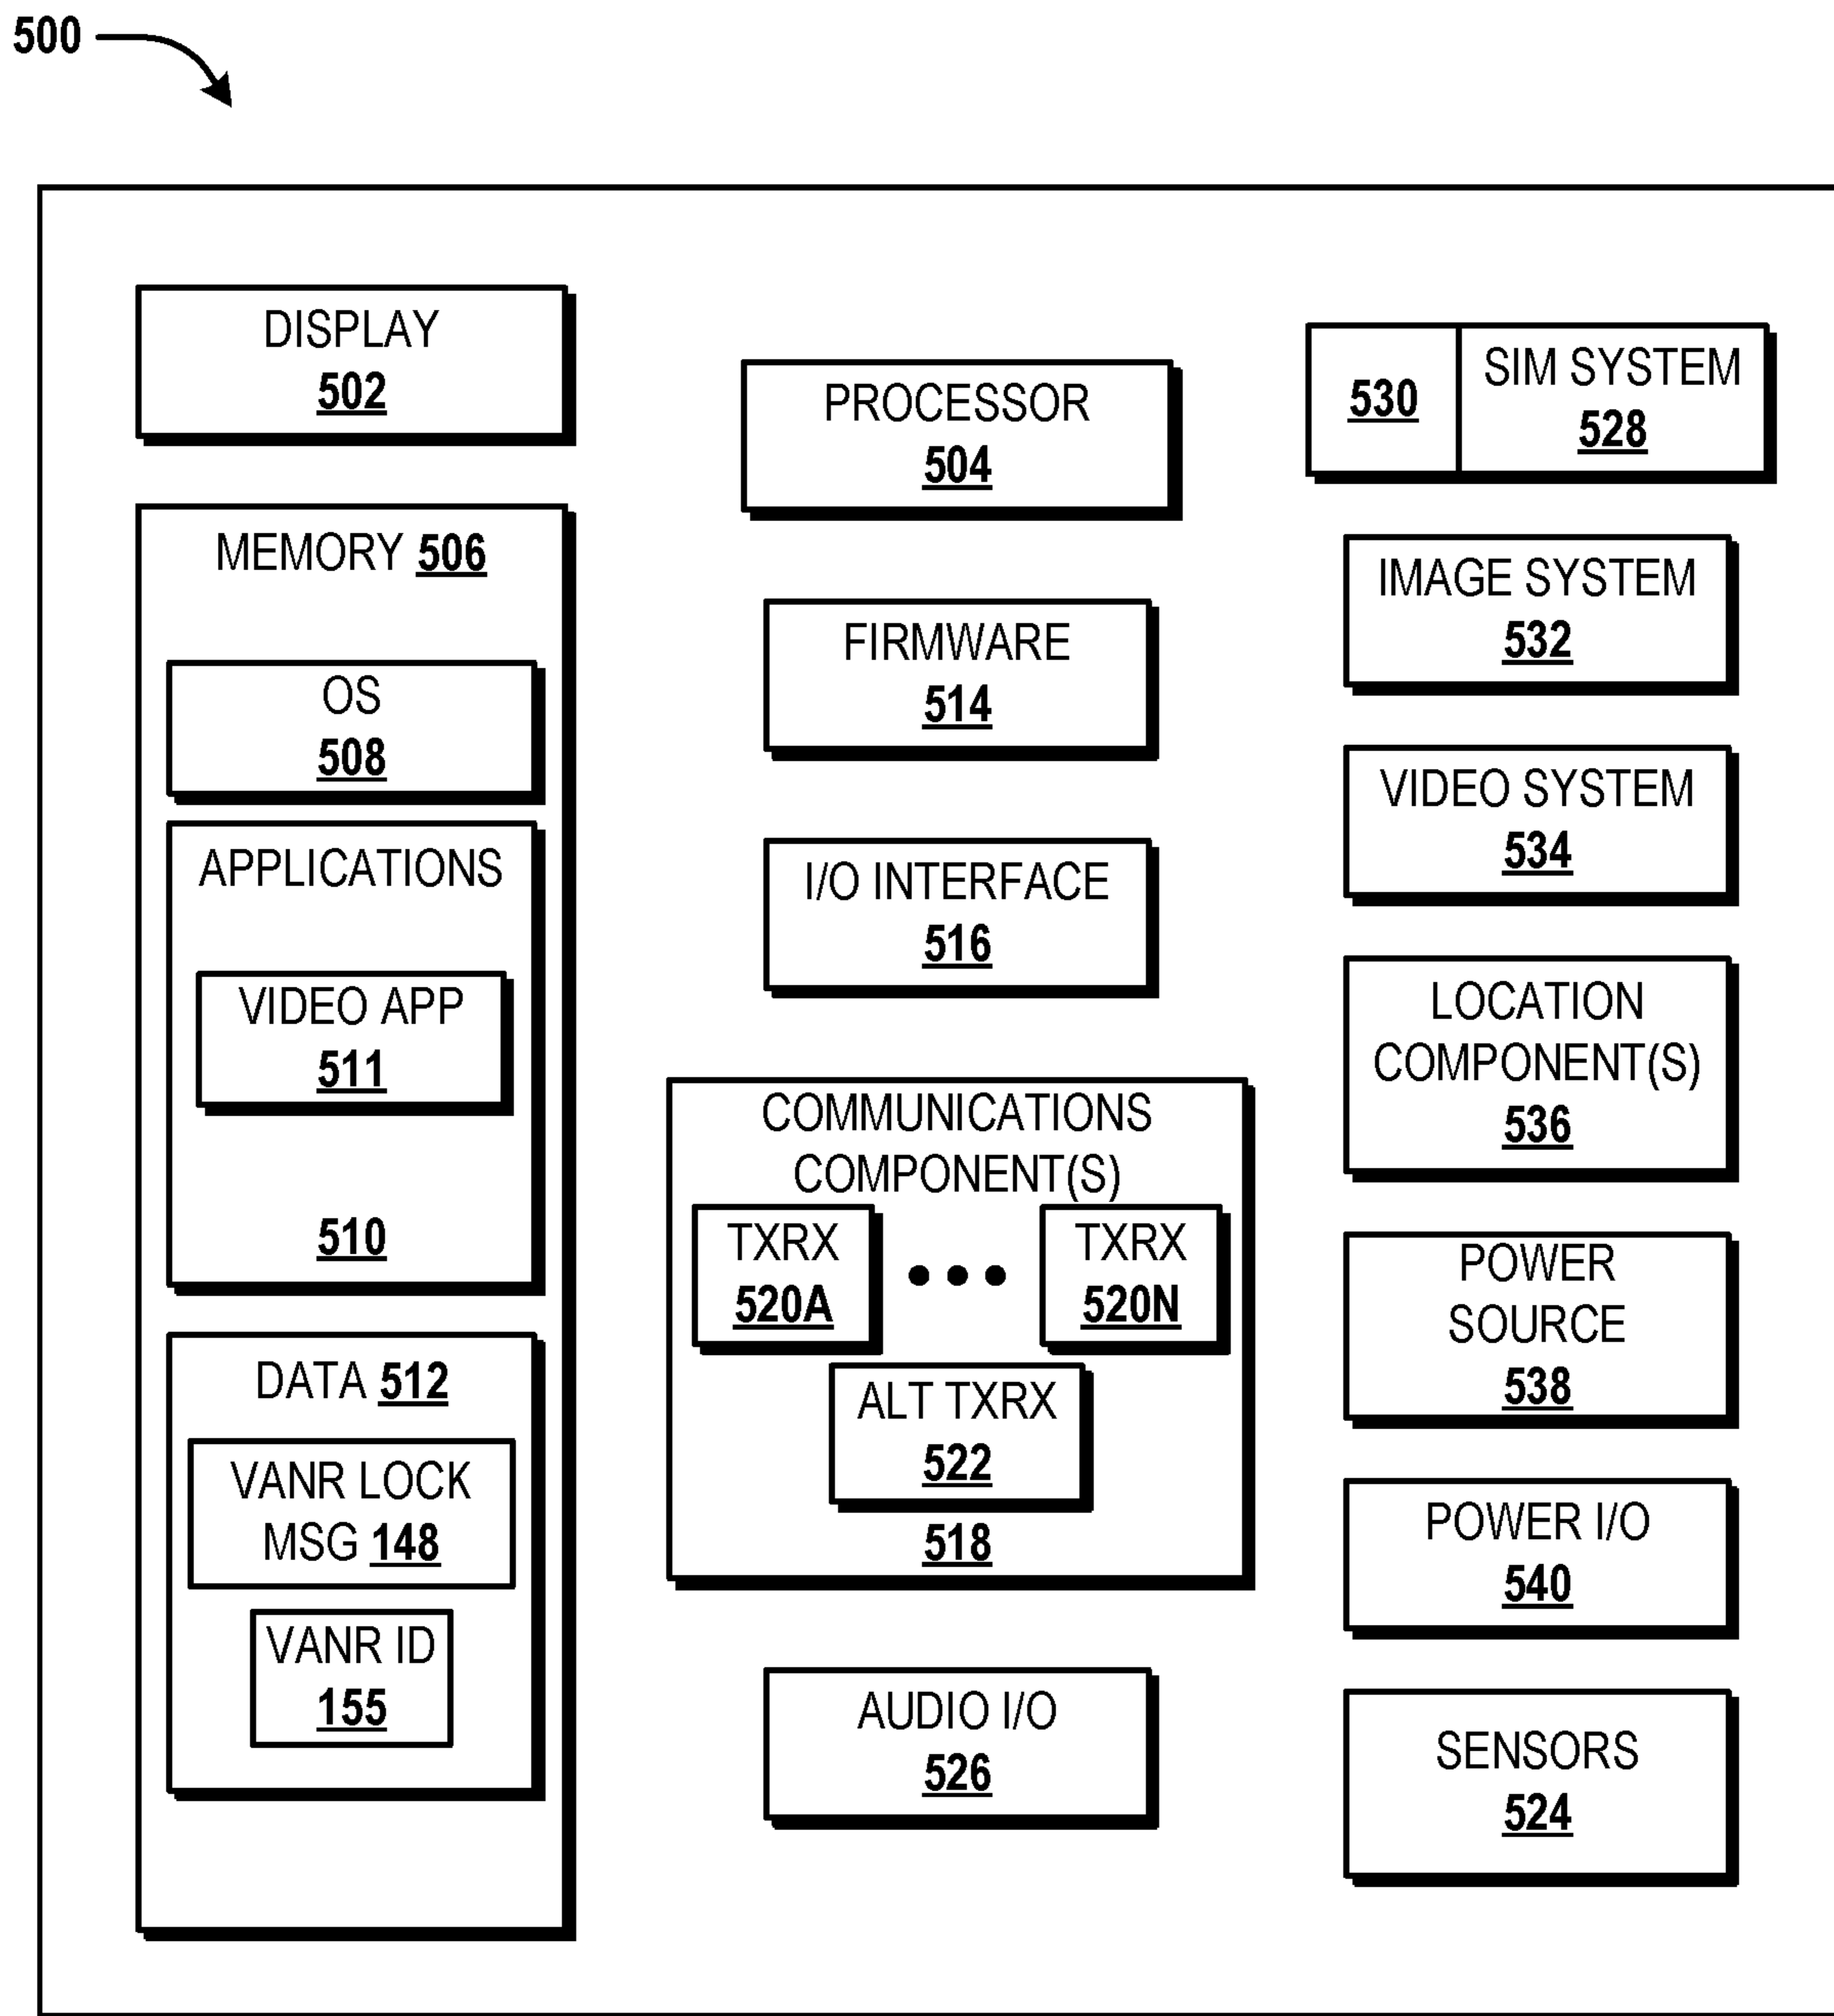 500
DISPLAY
502
MEMORY 506
OS
508
APPLICATIONS
VIDEO APP
511
510
DATA 512
VANR LOCK
MSG 148
VANR ID
155
PROCESSOR
504
FIRMWARE
514
I/O INTERFACE
516
COMMUNICATIONS
COMPONENT(S)
TXRX
520A
TXRX
520N
ALT TXRX
522
518
AUDIO I/O
526
530
SIM SYSTEM
528
IMAGE SYSTEM
532
VIDEO SYSTEM
534
LOCATION
COMPONENT(S)
536
POWER
SOURCE
538
POWER I/O
540
SENSORS
524